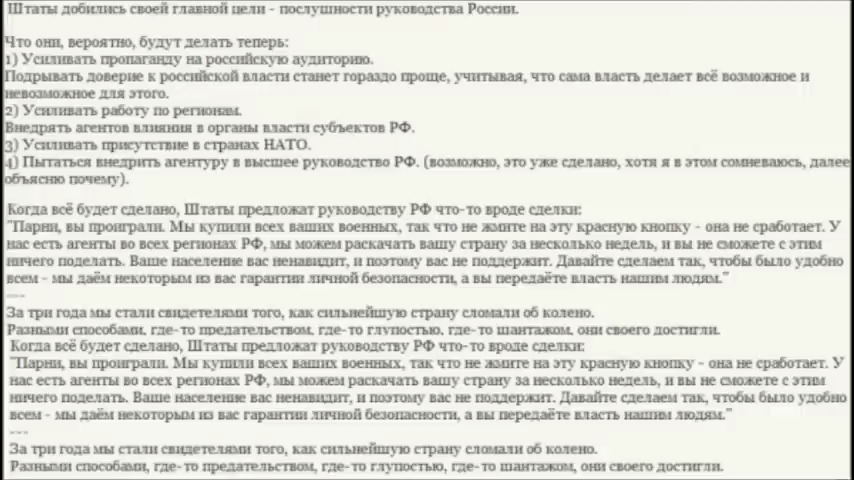 Штаты добились своей главной цели - послушности руководства России.
Что они, вероятно, будут делать теперь:
1) Усиливать пропаганду на российскую аудиторию.
Подрывать доверие к российской власти станет гораздо проще, учитывая, что сама власть делает всё возможное и
невозможное для этого.
2) Усиливать работу по регионам.
Внедрять агентов влияния в органы власти субъектов РФ.
3) Усиливать присутствие в странах НАТО.
4) Пытаться внедрить агентуру в высшее руководство РФ. (возможно, это уже сделано, хотя я в этом сомневаюсь, далее
объясню почему).
Когда всё будет сделано, Штаты предложат руководству РФ что-то вроде сделки:
"Парни, вы проиграли. Мы купили всех ваших военных, так что не жмите на эту красную кнопку - она не сработает. У
нас есть агенты во всех регионах РФ, мы можем раскачать вашу страну за несколько недель, и вы не сможете с этим
ничего поделать. Ваше население вас ненавидит, и поэтому вас не поддержит. Давайте сделаем так, чтобы было удобно
всем - мы даём некоторым из вас гарантии личной безопасности, а вы передаёте власть нашим людям."
---
За три года мы стали свидетелями того, как сильнейшую страну сломали об колено.
Разными способами, где-то предательством, где-то глупостью, где-то шантажом, они своего достигли.
Когда всё будет сделано, Штаты предложат руководству РФ что-то вроде сделки:
"Парни, вы проиграли. Мы купили всех ваших военных, так что не жмите на эту красную кнопку - она не сработает. У
нас есть агенты во всех регионах РФ, мы можем раскачать вашу страну за несколько недель, и вы не сможете с этим
ничего поделать. Ваше население вас ненавидит, и поэтому вас не поддержит. Давайте сделаем так, чтобы было удобно
всем - мы даём некоторым из вас гарантии личной безопасности, а вы передаёте власть нашим людям."
---
За три года мы стали свидетелями того, как сильнейшую страну сломали об колено.
Разными способами, где-то предательством, где-то глупостью, где-то шантажом, они своего достигли.